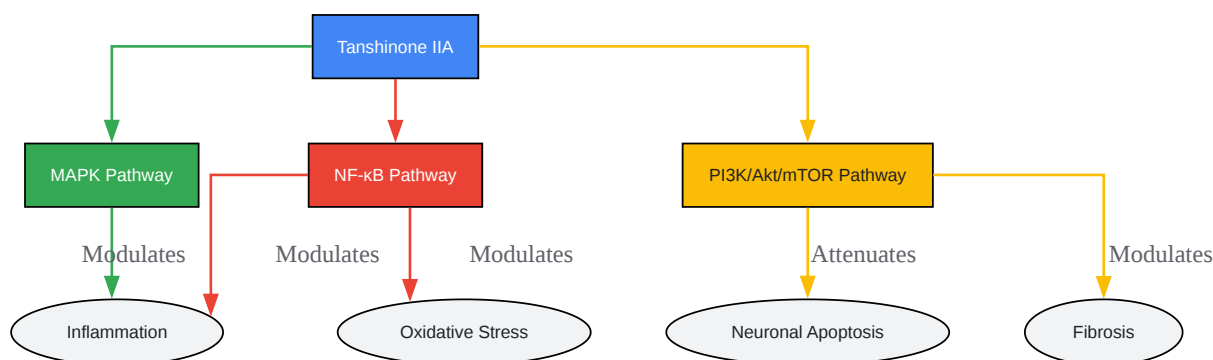 Tanshinone IIA
MAPK Pathway
NF-κB Pathway
PI3K/Akt/mTOR Pathway
Modulates
Modulates
Modulates
Attenuates
Modulates
Inflammation
Oxidative Stress
Neuronal Apoptosis
Fibrosis